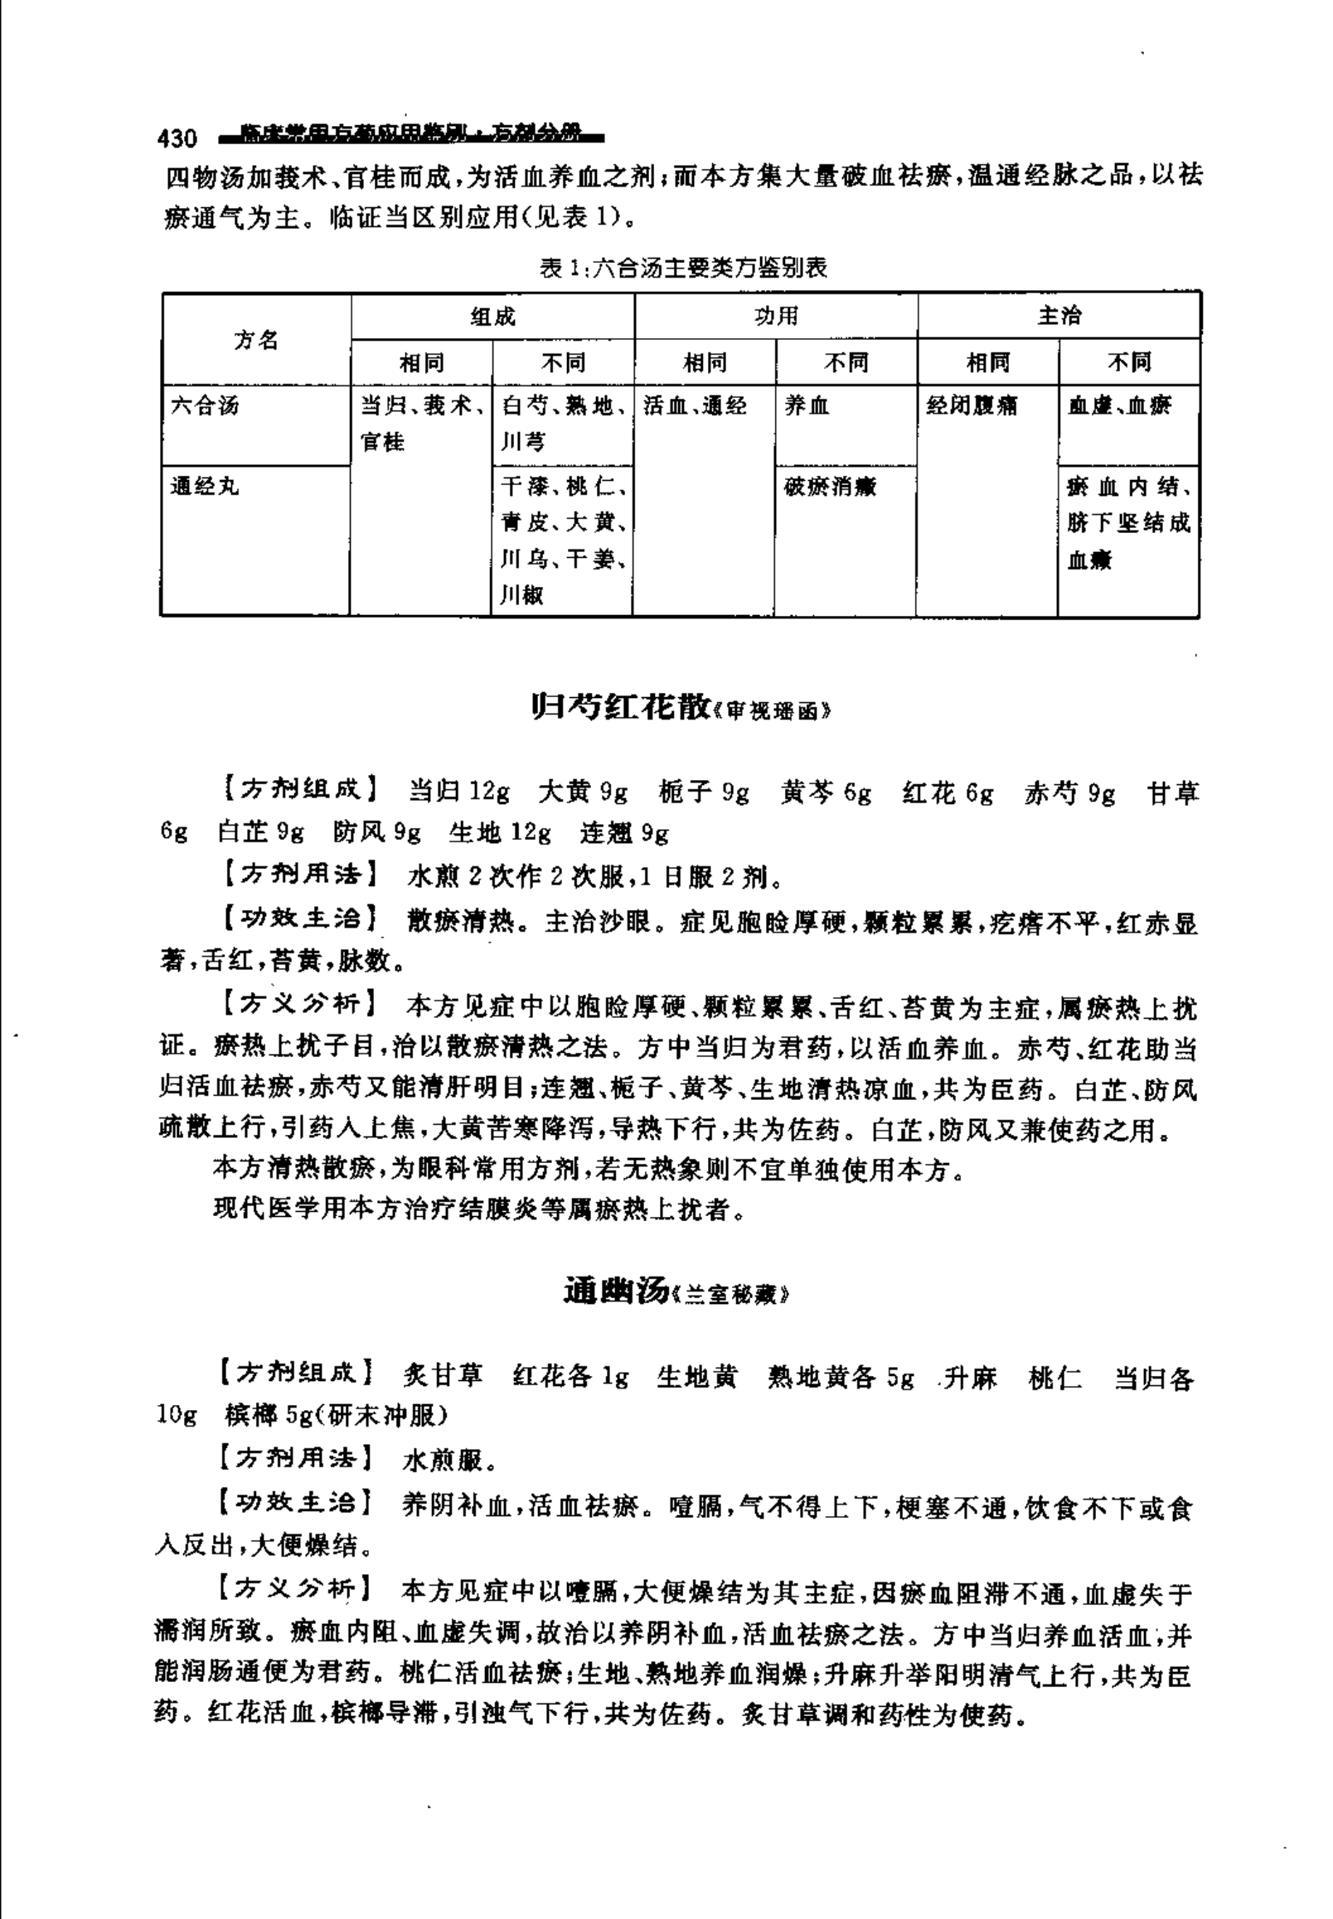 430 临床常用方药应用鉴别·方剂分册
四物汤加莪术、官桂而成,为活血养血之剂;而本方集大量破血祛瘀,温通经脉之品,以祛
瘀通气为主。临证当区别应用(见表 1)。
表 1:六合汤主要类方鉴别表
方名 组成 功用 主治
相同 不同 相同 不同 相同 不同
六合汤 当归、莪术、 白芍、熟地、 活血、通经 养血 经闭腹痛 血虚、血瘀
官桂 川芎
通经丸 干漆、桃仁、 破瘀消癥 瘀血内结、
青皮、大黄、 脐下坚结成
川乌、干姜、 血癥
川椒
归芍红花散《审视瑶函》
【方剂组成】 当归 12g 大黄 9g 栀子 9g 黄芩 6g 红花 6g 赤芍 9g 甘草
6g 白芷 9g 防风 9g 生地 12g 连翘 9g
【方剂用法】 水煎 2 次作 2 次服,1 日服 2 剂。
【功效主治】 散瘀清热。主治沙眼。症见胞睑厚硬,颗粒累累,疙瘩不平,红赤显
著,舌红,苔黄,脉数。
【方义分析】 本方见症中以胞睑厚硬、颗粒累累、舌红、苔黄为主症,属瘀热上扰
证。瘀热上扰子目,治以散瘀清热之法。方中当归为君药,以活血养血。赤芍、红花助当
归活血祛瘀,赤芍又能清肝明目;连翘、栀子、黄芩、生地清热凉血,共为臣药。白芷、防风
疏散上行,引药入上焦,大黄苦寒降泻,导热下行,共为佐药。白芷,防风又兼使药之用。
本方清热散瘀,为眼科常用方剂,若无热象则不宜单独使用本方。
现代医学用本方治疗结膜炎等属瘀热上扰者。
通幽汤《兰室秘藏》
【方剂组成】 炙甘草 红花各 1g 生地黄 熟地黄各 5g 升麻 桃仁 当归各
10g 槟榔 5g(研末冲服)
【方剂用法】 水煎服。
【功效主治】 养阴补血,活血祛瘀。噎膈,气不得上下,梗塞不通,饮食不下或食
入反出,大便燥结。
【方义分析】 本方见症中以噎膈,大便燥结为其主症,因瘀血阻滞不通,血虚失于
濡润所致。瘀血内阻、血虚失调,故治以养阴补血,活血祛瘀之法。方中当归养血活血,并
能润肠通便为君药。桃仁活血祛瘀;生地、熟地养血润燥;升麻升举阳明清气上行,共为臣
药。红花活血,槟榔导滞,引浊气下行,共为佐药。炙甘草调和药性为使药。